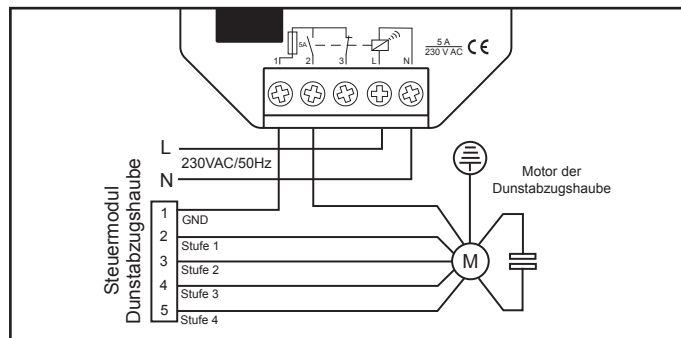 5A
1 2 3 L N
5 A
230 V AC
CE
L
230VAC/50Hz
N
Steuermodul
Dunstabzugshaube
1 GND
2 Stufe 1
3 Stufe 2
4 Stufe 3
5 Stufe 4
Motor der
Dunstabzugshaube
M